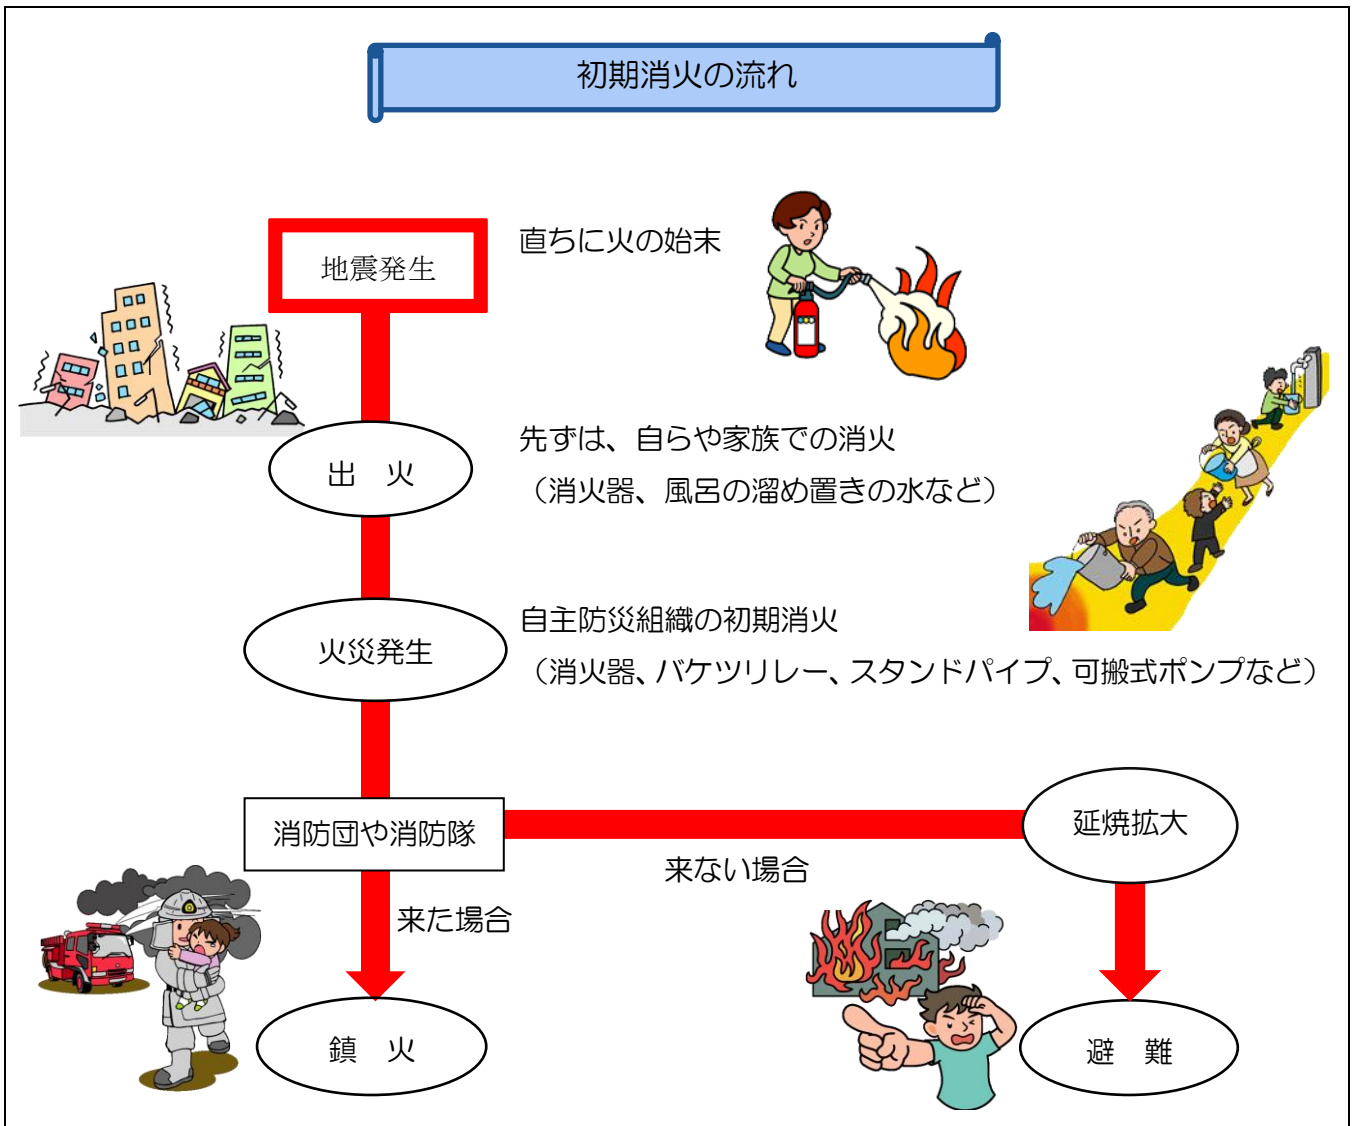 初期消火の流れ
地震発生
直ちに火の始末
出　火
先ずは、自らや家族での消火
（消火器、風呂の溜め置きの水など）
火災発生
自主防災組織の初期消火
（消火器、バケツリレー、スタンドパイプ、可搬式ポンプなど）
消防団や消防隊
来ない場合
延焼拡大
来た場合
鎮　火
避　難